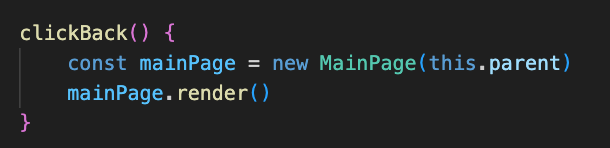 clickBack() {
    const mainPage = new MainPage(this.parent)
    mainPage.render()
}